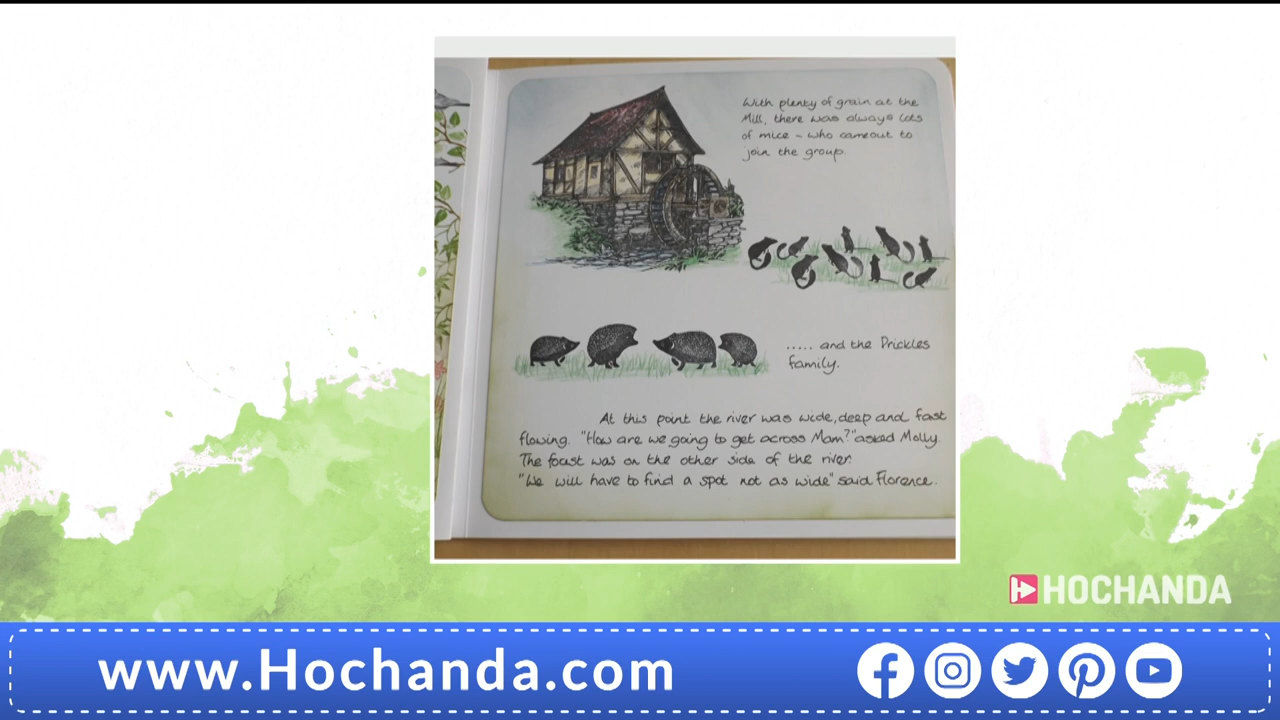 With plenty of grain at the
Mill, there was always lots
of mice - who came out to
join the group.
..... and the Prickles
family.
At this point the river was wide, deep and fast
flowing. "How are we going to get across Mam?" asked Molly.
The forest was on the other side of the river.
"We will have to find a spot not as wide" said Florence.
HOCHANDA
www.Hochanda.com